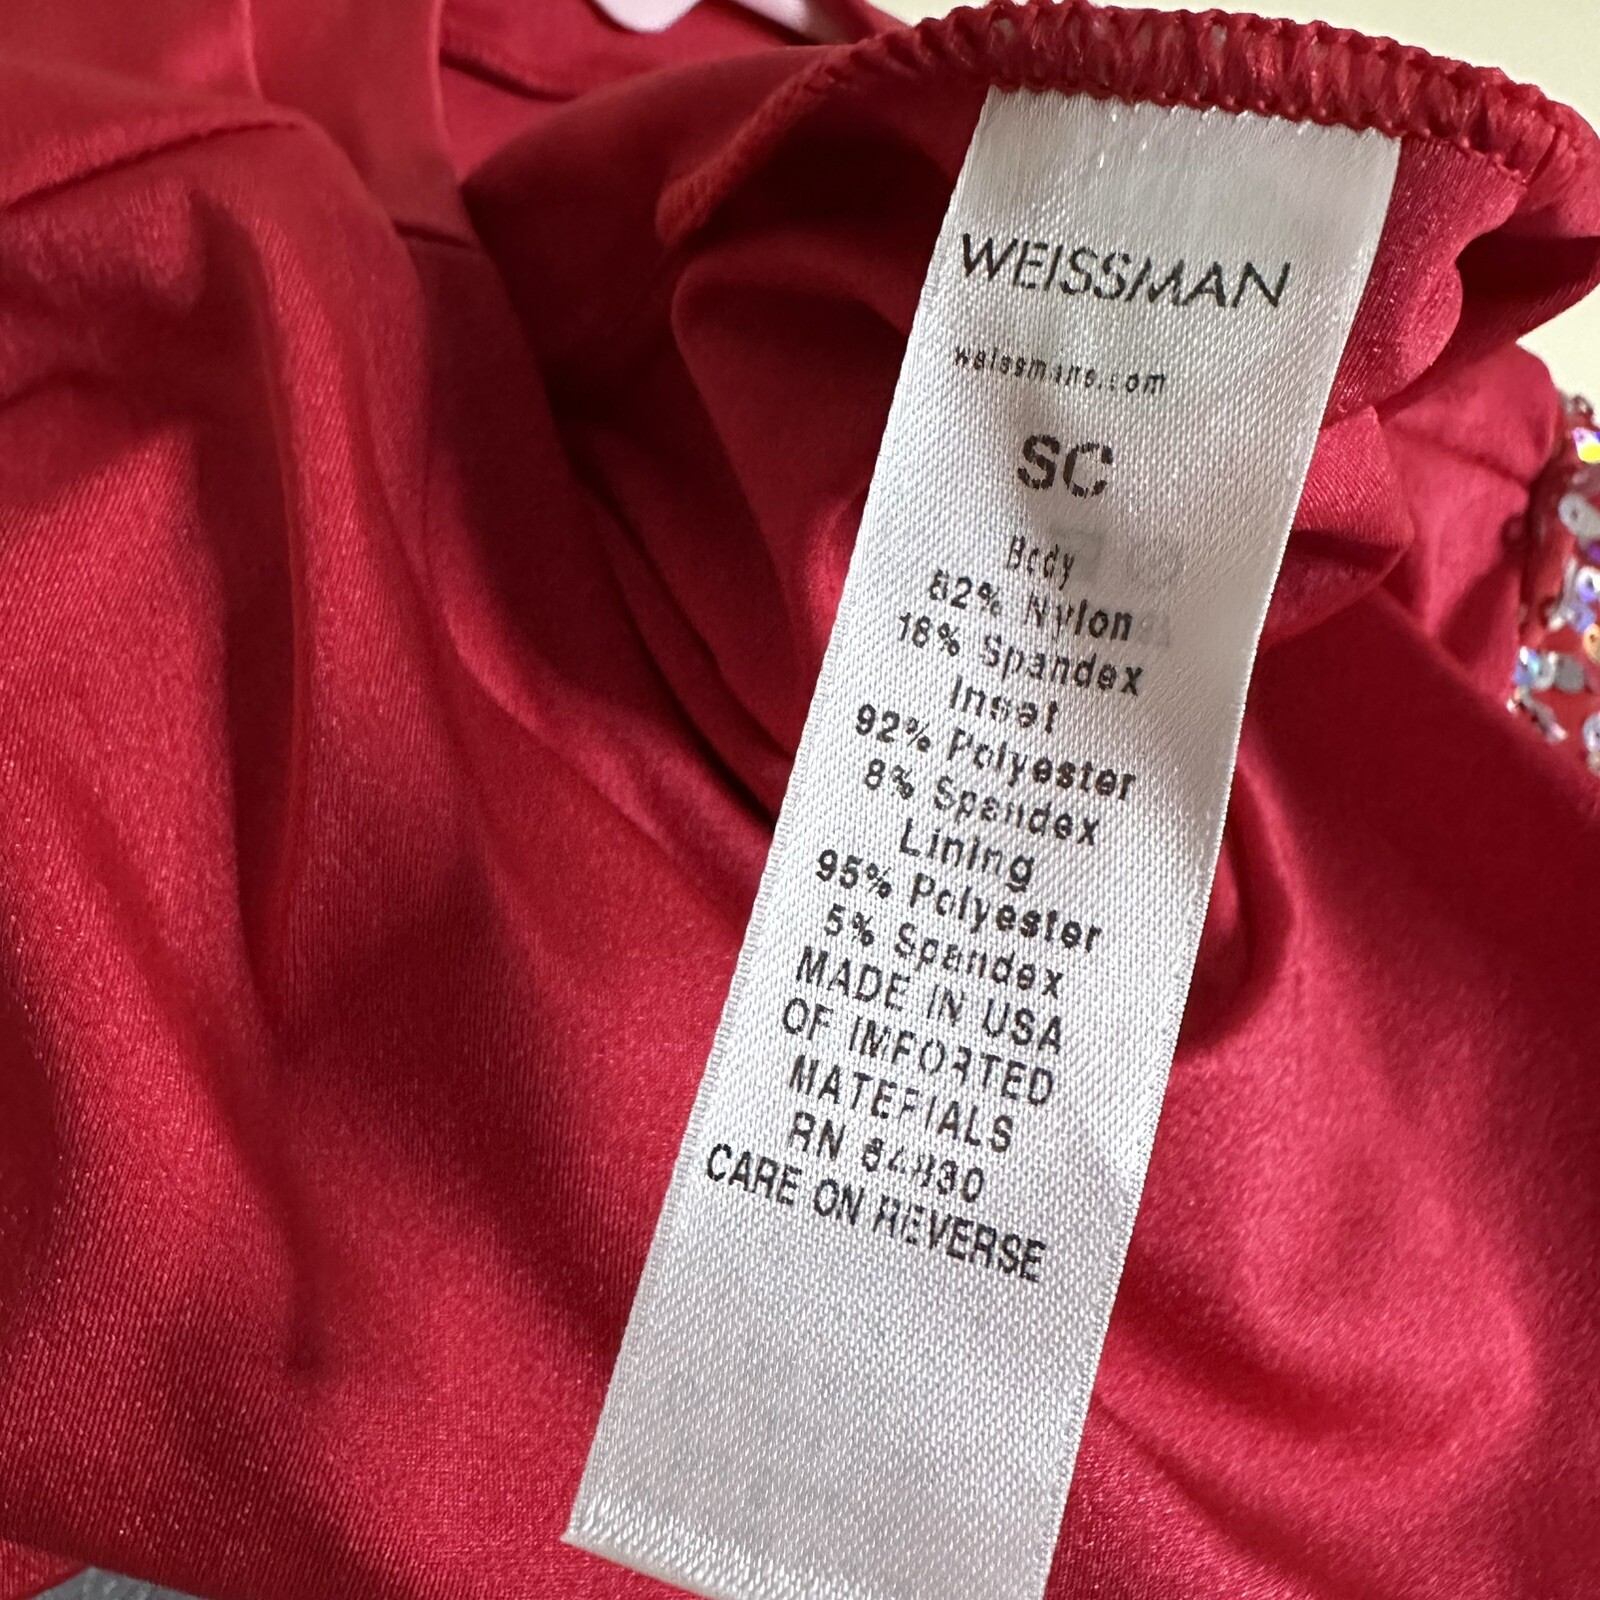 WEISSMAN
weissmans.com
SC
Body
82% Nylon
18% Spandex
Inset
92% Polyester
8% Spandex
Lining
95% Polyester
5% Spandex
MADE IN USA
OF IMPORTED
MATERIALS
RN
CARE ON REVERSE